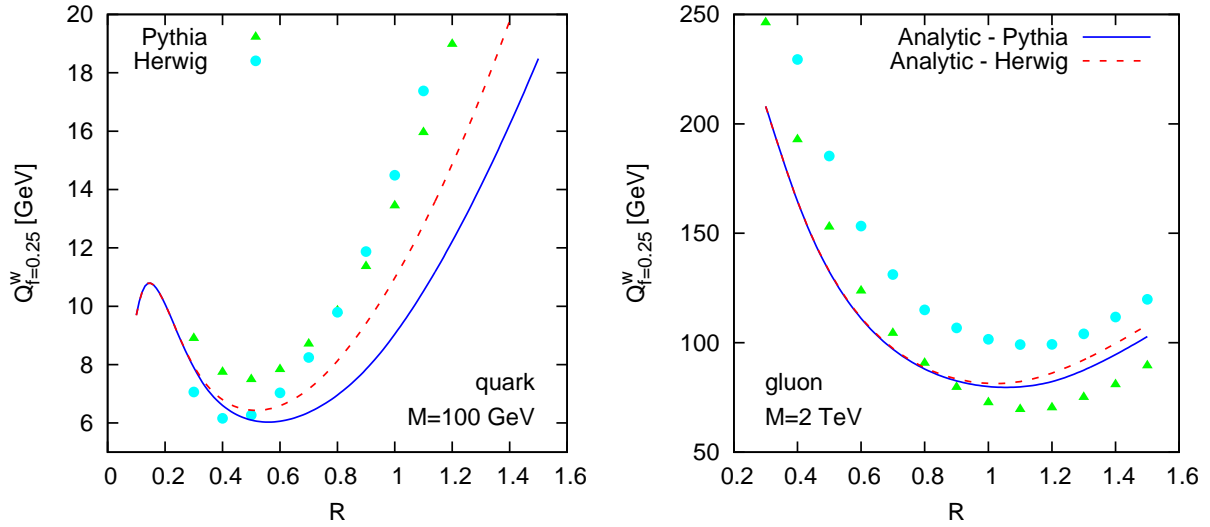 Pythia
Herwig
quark
M=100 GeV
Q^w_{f=0.25} [GeV]
20
18
16
14
12
10
8
6
0 0.2 0.4 0.6 0.8 1 1.2 1.4 1.6
R
Analytic - Pythia
Analytic - Herwig
gluon
M=2 TeV
Q^w_{f=0.25} [GeV]
250
200
150
100
50
0.2 0.4 0.6 0.8 1 1.2 1.4 1.6
R